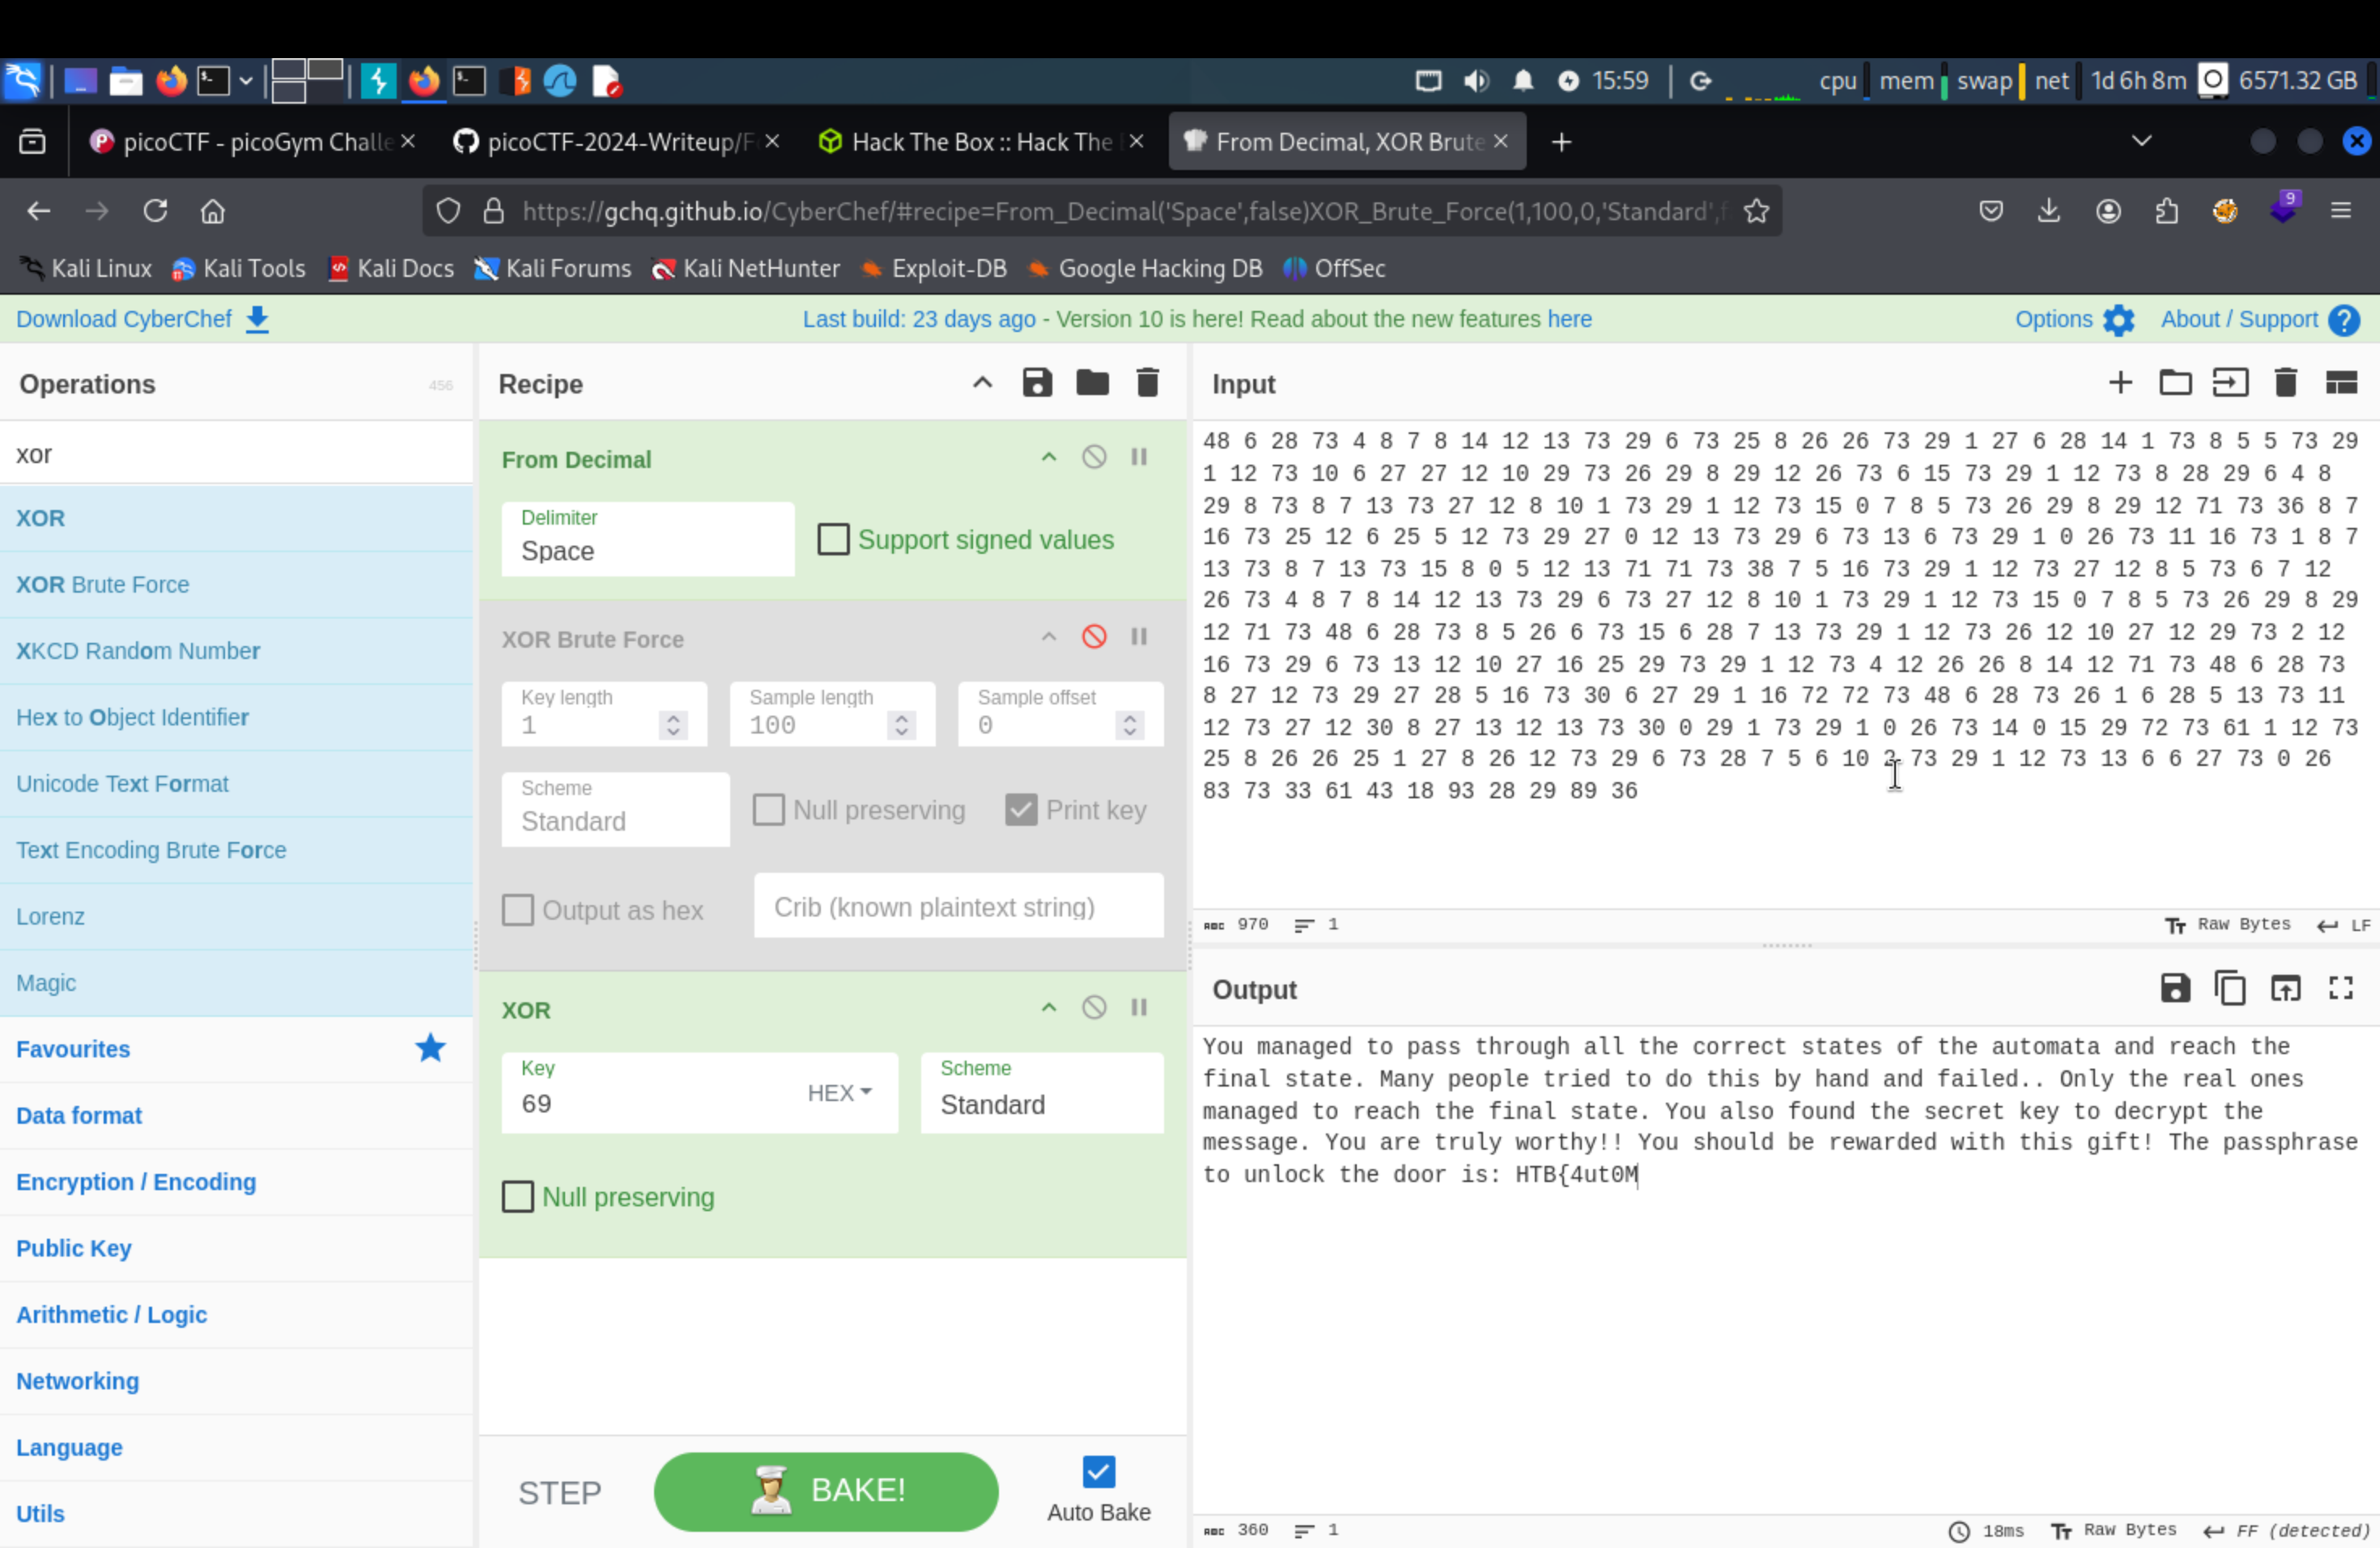 15:59 cpu mem swap net 1d 6h 8m 6571.32 GB
picoCTF - picoGym Challe picoCTF-2024-Writeup/F Hack The Box :: Hack The From Decimal, XOR Brute
https://gchq.github.io/CyberChef/#recipe=From_Decimal('Space',false)XOR_Brute_Force(1,100,0,'Standard',f 9
Kali Linux Kali Tools Kali Docs Kali Forums Kali NetHunter Exploit-DB Google Hacking DB OffSec
Download CyberChef Last build: 23 days ago - Version 10 is here! Read about the new features here Options About / Support
Operations 456
xor
XOR
XOR Brute Force
XKCD Random Number
Hex to Object Identifier
Unicode Text Format
Text Encoding Brute Force
Lorenz
Magic
Favourites
Data format
Encryption / Encoding
Public Key
Arithmetic / Logic
Networking
Language
Utils
Recipe
From Decimal
Delimiter
Space
Support signed values
XOR Brute Force
Key length
1
Sample length
100
Sample offset
0
Scheme
Standard
Null preserving
Print key
Output as hex
Crib (known plaintext string)
XOR
Key
69
HEX
Scheme
Standard
Null preserving
STEP
BAKE!
Auto Bake
Input
48 6 28 73 4 8 7 8 14 12 13 73 29 6 73 25 8 26 26 73 29 1 27 6 28 14 1 73 8 5 5 73 29
1 12 73 10 6 27 27 12 10 29 73 26 29 8 29 12 26 73 6 15 73 29 1 12 73 8 28 29 6 4 8
29 8 73 8 7 13 73 27 12 8 10 1 73 29 1 12 73 15 0 7 8 5 73 26 29 8 29 12 71 73 36 8 7
16 73 25 12 6 25 5 12 73 29 27 0 12 13 73 29 6 73 13 6 73 29 1 0 26 73 11 16 73 1 8 7
13 73 8 7 13 73 15 8 0 5 12 13 71 71 73 38 7 5 16 73 29 1 12 73 27 12 8 5 73 6 7 12
26 73 4 8 7 8 14 12 13 73 29 6 73 27 12 8 10 1 73 29 1 12 73 15 0 7 8 5 73 26 29 8 29
12 71 73 48 6 28 73 8 5 26 6 73 15 6 28 7 13 73 29 1 12 73 26 12 10 27 12 29 73 2 12
16 73 29 6 73 13 12 10 27 16 25 29 73 29 1 12 73 4 12 26 26 8 14 12 71 73 48 6 28 73
8 27 12 73 29 27 28 5 16 73 30 6 27 29 1 16 72 72 73 48 6 28 73 26 1 6 28 5 13 73 11
12 73 27 12 30 8 27 13 12 13 73 30 0 29 1 73 29 1 0 26 73 14 0 15 29 72 73 61 1 12 73
25 8 26 26 25 1 27 8 26 12 73 29 6 73 28 7 5 6 10 2 73 29 1 12 73 13 6 6 27 73 0 26
83 73 33 61 43 18 93 28 29 89 36
970 1 Raw Bytes LF
Output
You managed to pass through all the correct states of the automata and reach the
final state. Many people tried to do this by hand and failed.. Only the real ones
managed to reach the final state. You also found the secret key to decrypt the
message. You are truly worthy!! You should be rewarded with this gift! The passphrase
to unlock the door is: HTB{4ut0M
360 1 18ms Raw Bytes FF (detected)